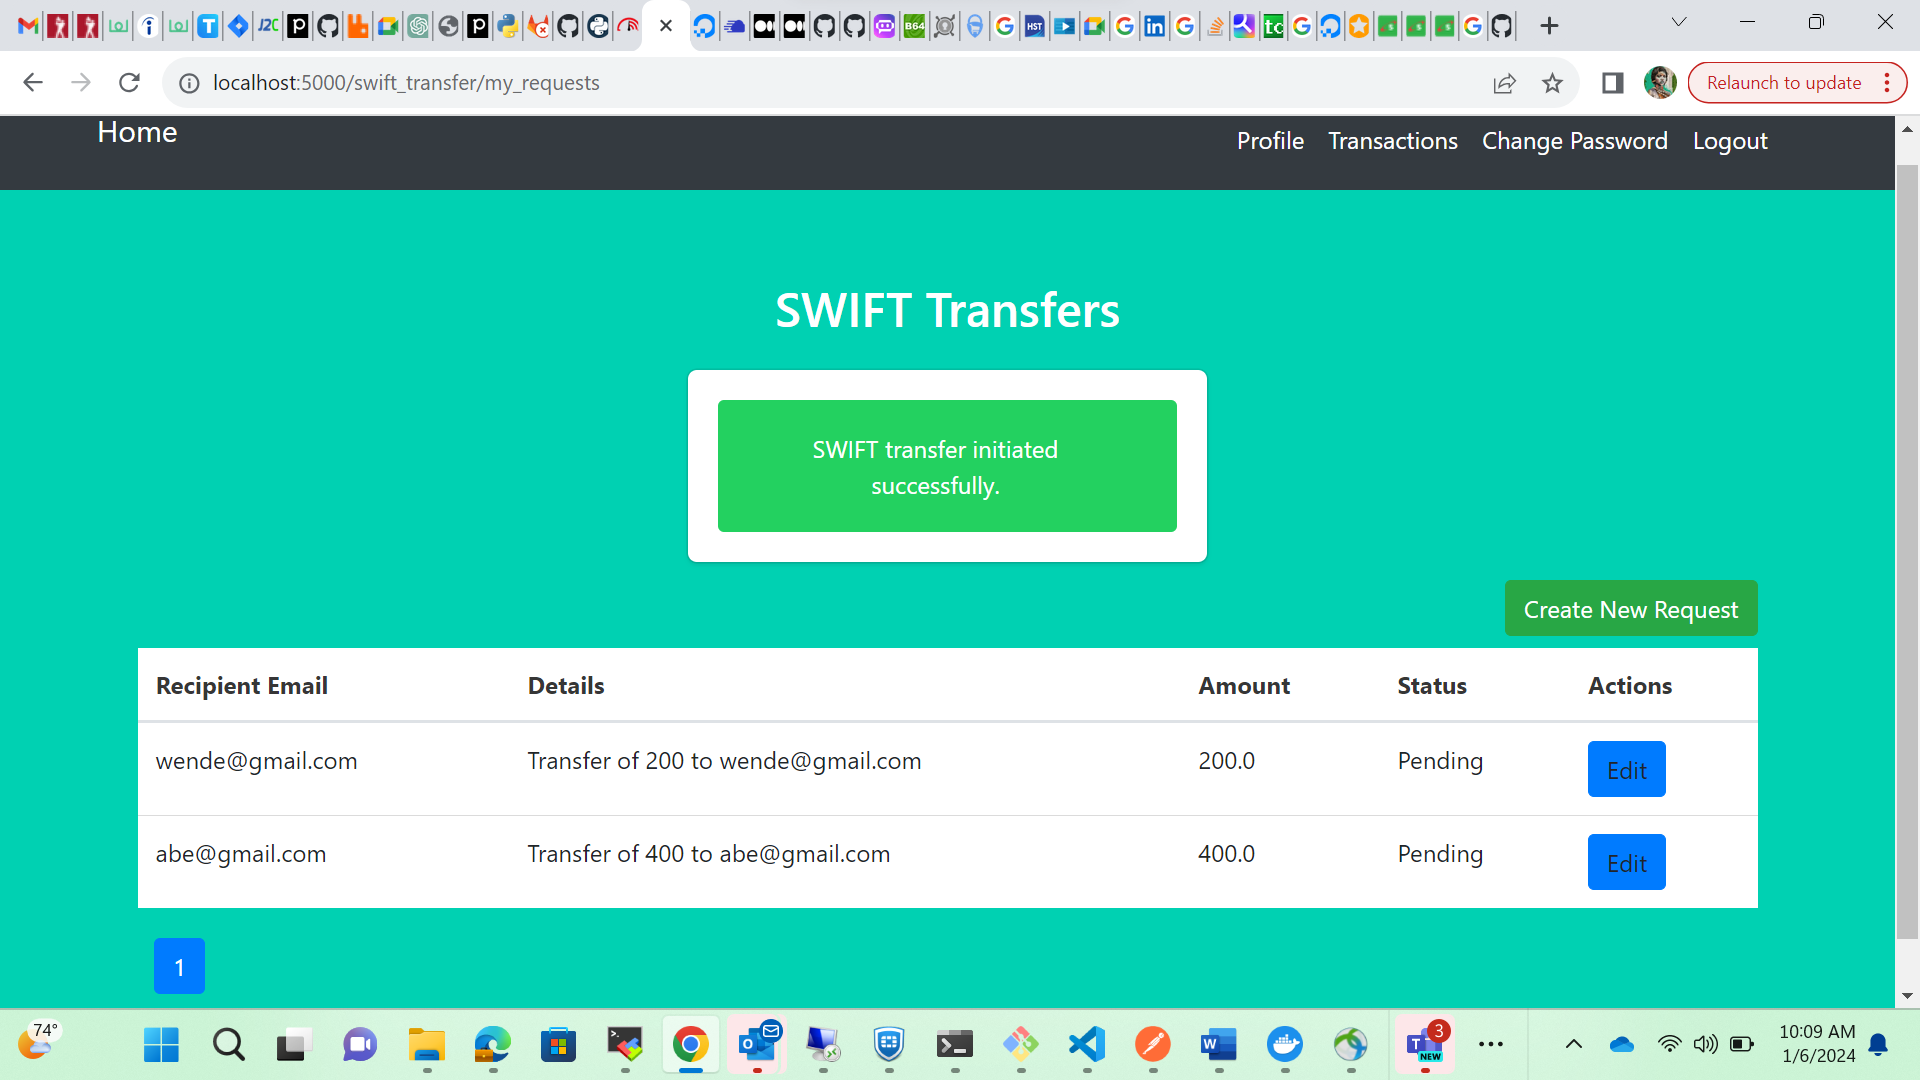 localhost:5000/swift_transfer/my_requests
Relaunch to update
Home
Profile Transactions Change Password Logout
SWIFT Transfers
SWIFT transfer initiated
successfully.
Create New Request
Recipient Email Details Amount Status Actions
wende@gmail.com Transfer of 200 to wende@gmail.com 200.0 Pending Edit
abe@gmail.com Transfer of 400 to abe@gmail.com 400.0 Pending Edit
1
74°
3
NEW
10:09 AM
1/6/2024